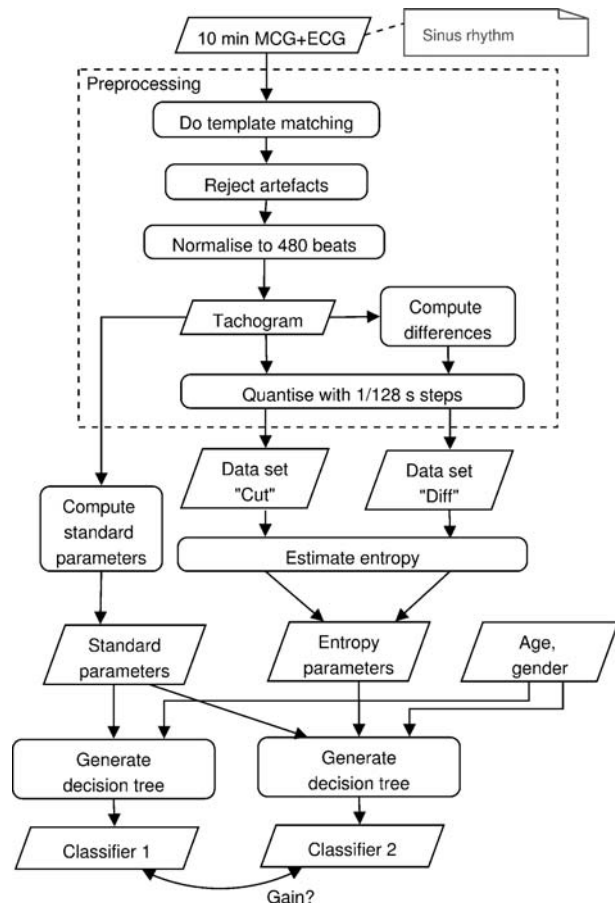 10 min MCG+ECG
Sinus rhythm
Preprocessing
Do template matching
Reject artefacts
Normalise to 480 beats
Tachogram
Compute
differences
Quantise with 1/128 s steps
Data set
"Cut"
Data set
"Diff"
Compute
standard
parameters
Estimate entropy
Standard
parameters
Entropy
parameters
Age,
gender
Generate
decision tree
Generate
decision tree
Classifier 1
Classifier 2
Gain?